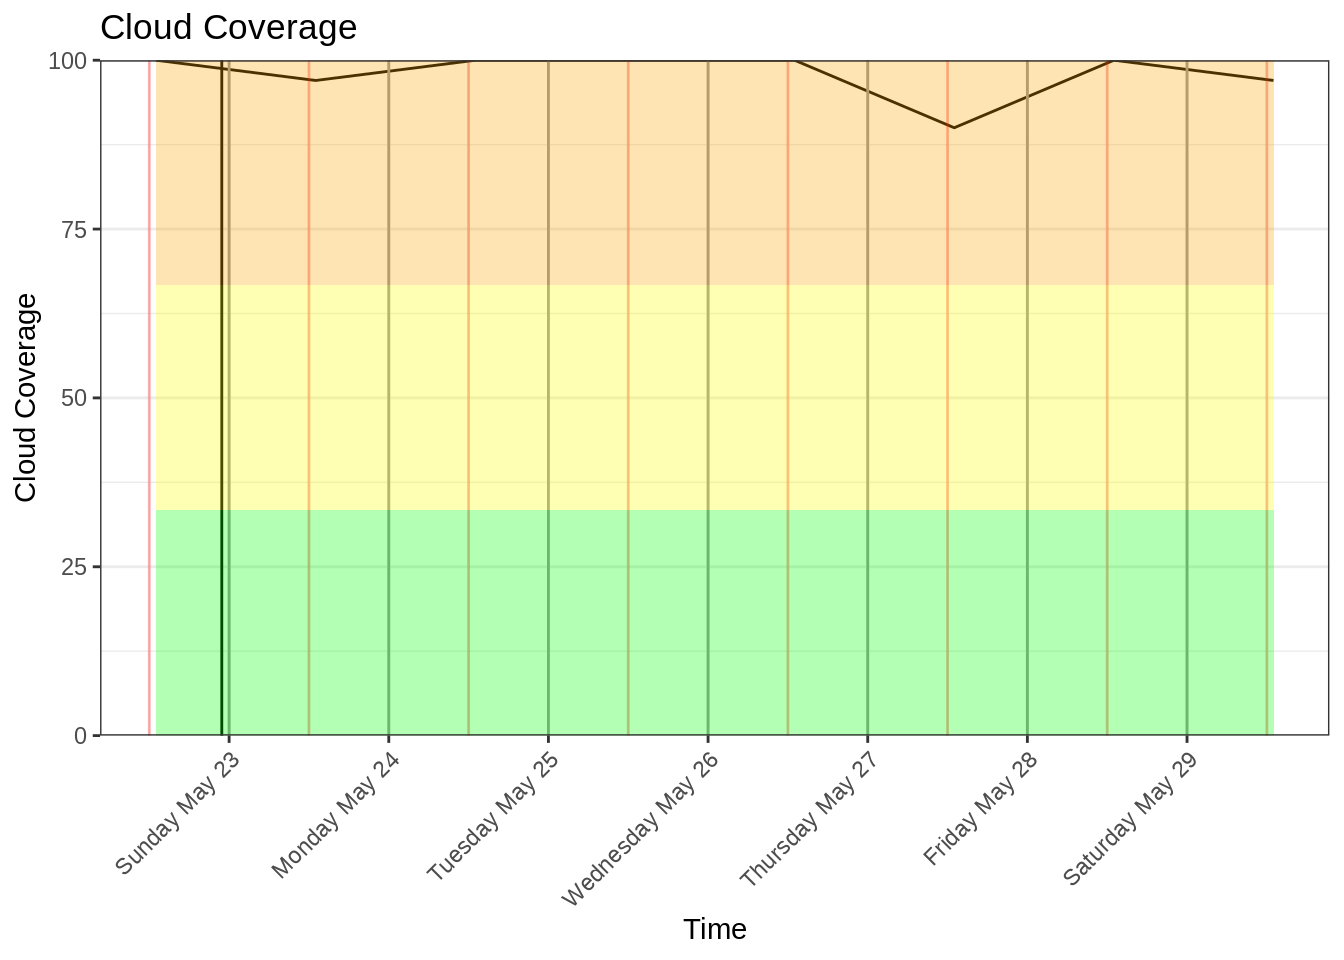 Cloud Coverage
100
75
50
25
0
Cloud Coverage
Sunday May 23
Monday May 24
Tuesday May 25
Wednesday May 26
Thursday May 27
Friday May 28
Saturday May 29
Time